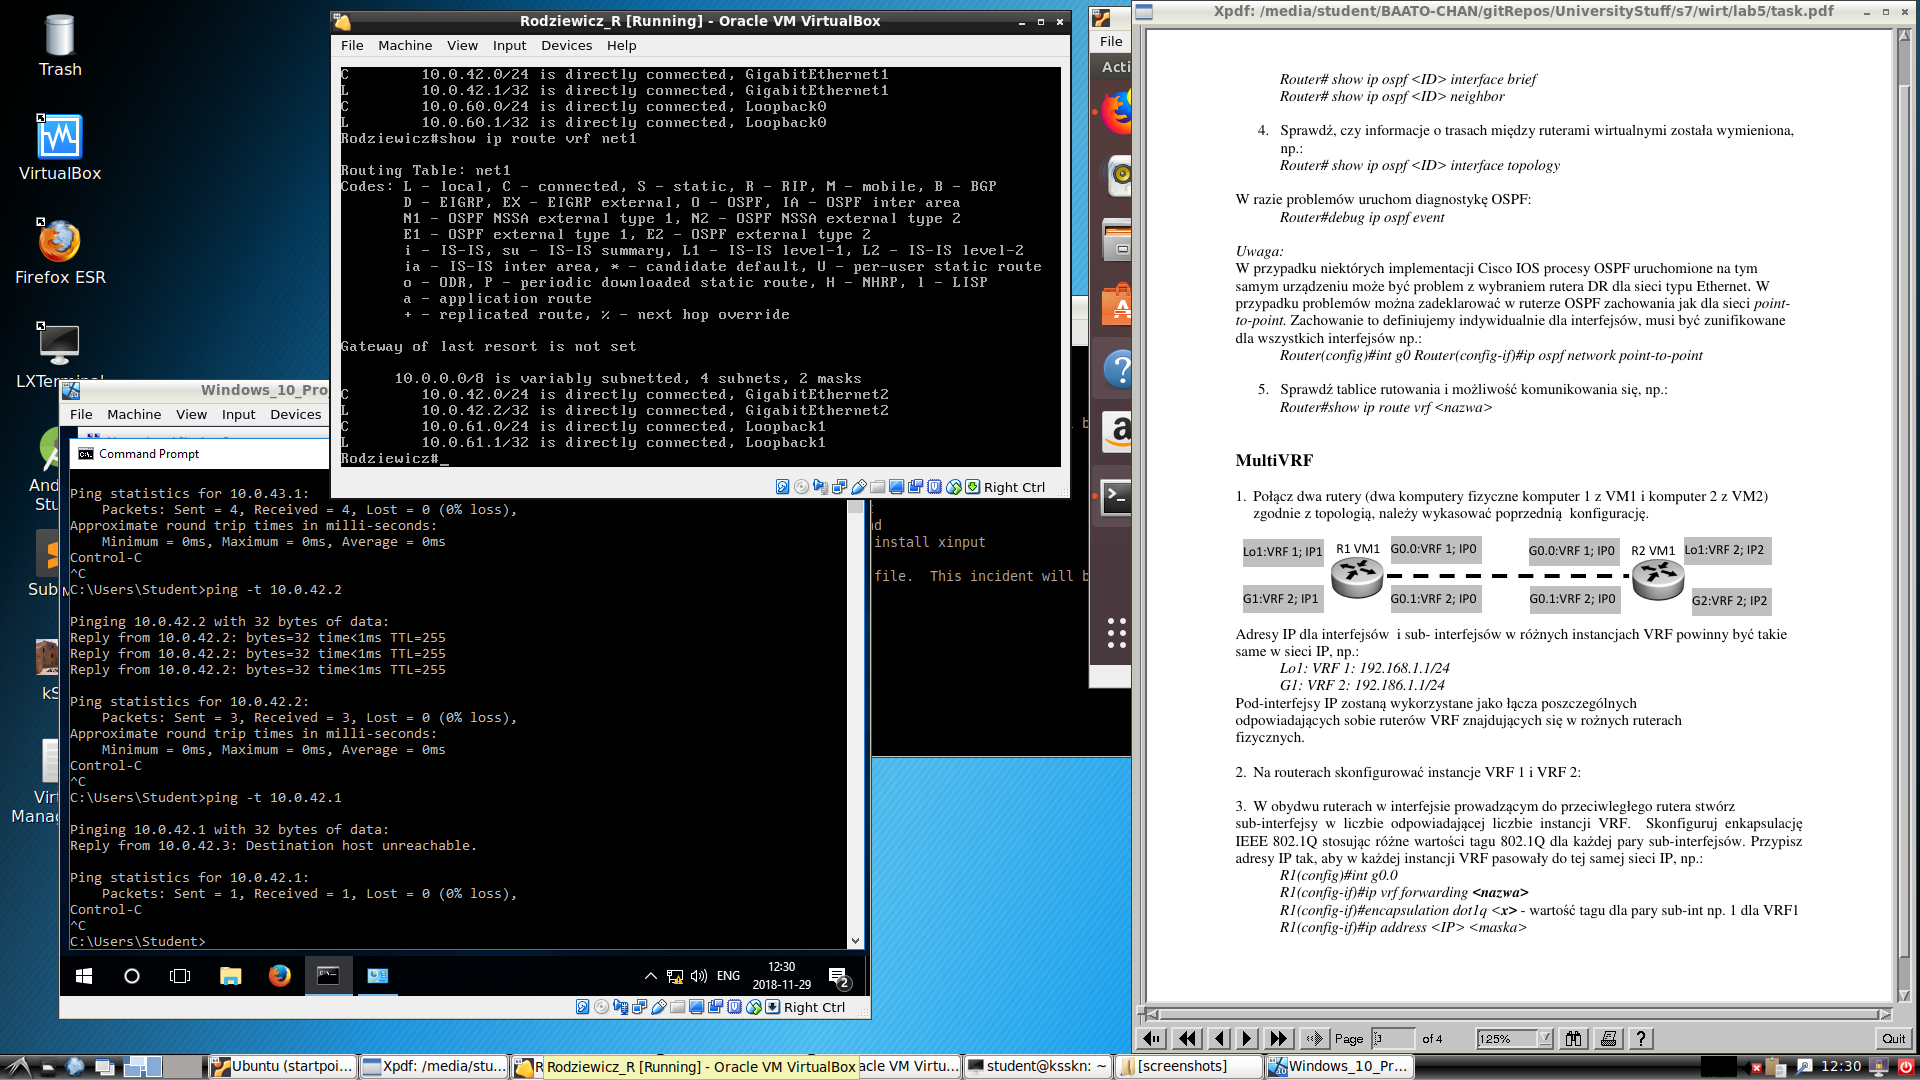 Trash
VirtualBox
Firefox ESR
LXTerminal
Rodziewicz_R [Running] - Oracle VM VirtualBox
File Machine View Input Devices Help
C 10.0.42.0/24 is directly connected, GigabitEthernet1
L 10.0.42.1/32 is directly connected, GigabitEthernet1
C 10.0.60.0/24 is directly connected, Loopback0
L 10.0.60.1/32 is directly connected, Loopback0
Rodziewicz#show ip route vrf net1
Routing Table: net1
Codes: L - local, C - connected, S - static, R - RIP, M - mobile, B - BGP
D - EIGRP, EX - EIGRP external, O - OSPF, IA - OSPF inter area
N1 - OSPF NSSA external type 1, N2 - OSPF NSSA external type 2
E1 - OSPF external type 1, E2 - OSPF external type 2
i - IS-IS, su - IS-IS summary, L1 - IS-IS level-1, L2 - IS-IS level-2
ia - IS-IS inter area, * - candidate default, U - per-user static route
o - ODR, P - periodic downloaded static route, H - NHRP, l - LISP
a - application route
+ - replicated route, % - next hop override
Gateway of last resort is not set
10.0.0.0/8 is variably subnetted, 4 subnets, 2 masks
C 10.0.42.0/24 is directly connected, GigabitEthernet2
L 10.0.42.2/32 is directly connected, GigabitEthernet2
C 10.0.61.0/24 is directly connected, Loopback1
L 10.0.61.1/32 is directly connected, Loopback1
Rodziewicz#_
Right Ctrl
Windows_10_Pro
File Machine View Input Devices
Command Prompt
Ping statistics for 10.0.43.1:
Packets: Sent = 4, Received = 4, Lost = 0 (0% loss),
Approximate round trip times in milli-seconds:
Minimum = 0ms, Maximum = 0ms, Average = 0ms
Control-C
^C
C:\Users\Student>ping -t 10.0.42.2
Pinging 10.0.42.2 with 32 bytes of data:
Reply from 10.0.42.2: bytes=32 time<1ms TTL=255
Reply from 10.0.42.2: bytes=32 time<1ms TTL=255
Reply from 10.0.42.2: bytes=32 time<1ms TTL=255
Ping statistics for 10.0.42.2:
Packets: Sent = 3, Received = 3, Lost = 0 (0% loss),
Approximate round trip times in milli-seconds:
Minimum = 0ms, Maximum = 0ms, Average = 0ms
Control-C
^C
C:\Users\Student>ping -t 10.0.42.1
Pinging 10.0.42.1 with 32 bytes of data:
Reply from 10.0.42.3: Destination host unreachable.
Ping statistics for 10.0.42.1:
Packets: Sent = 1, Received = 1, Lost = 0 (0% loss),
Control-C
^C
C:\Users\Student>
ENG
12:30
2018-11-29
2
Right Ctrl
install xinput
file. This incident will b
File
Acti
Xpdf: /media/student/BAATO-CHAN/gitRepos/UniversityStuff/s7/wirt/lab5/task.pdf
Router# show ip ospf <ID> interface brief
Router# show ip ospf <ID> neighbor
4. Sprawdź, czy informacje o trasach między ruterami wirtualnymi została wymieniona,
np.:
Router# show ip ospf <ID> interface topology
W razie problemów uruchom diagnostykę OSPF:
Router#debug ip ospf event
Uwaga:
W przypadku niektórych implementacji Cisco IOS procesy OSPF uruchomione na tym
samym urządzeniu może być problem z wybraniem rutera DR dla sieci typu Ethernet. W
przypadku problemów można zadeklarować w ruterze OSPF zachowania jak dla sieci point-
to-point. Zachowanie to definiujemy indywidualnie dla interfejsów, musi być zunifikowane
dla wszystkich interfejsów np.:
Router(config)#int g0 Router(config-if)#ip ospf network point-to-point
5. Sprawdź tablice rutowania i możliwość komunikowania się, np.:
Router#show ip route vrf <nazwa>
MultiVRF
1. Połącz dwa rutery (dwa komputery fizyczne komputer 1 z VM1 i komputer 2 z VM2)
zgodnie z topologią, należy wykasować poprzednią konfigurację.
Lo1:VRF 1; IP1 R1 VM1 G0.0:VRF 1; IP0 G0.0:VRF 1; IP0 R2 VM1 Lo1:VRF 2; IP2
G1:VRF 2; IP1 G0.1:VRF 2; IP0 G0.1:VRF 2; IP0 G2:VRF 2; IP2
Adresy IP dla interfejsów i sub- interfejsów w różnych instancjach VRF powinny być takie
same w sieci IP, np.:
Lo1: VRF 1: 192.168.1.1/24
G1: VRF 2: 192.186.1.1/24
Pod-interfejsy IP zostaną wykorzystane jako łącza poszczególnych
odpowiadających sobie ruterów VRF znajdujących się w rożnych ruterach
fizycznych.
2. Na routerach skonfigurować instancje VRF 1 i VRF 2:
3. W obydwu ruterach w interfejsie prowadzącym do przeciwległego rutera stwórz
sub-interfejsy w liczbie odpowiadającej liczbie instancji VRF. Skonfiguruj enkapsulację
IEEE 802.1Q stosując różne wartości tagu 802.1Q dla każdej pary sub-interfejsów. Przypisz
adresy IP tak, aby w każdej instancji VRF pasowały do tej samej sieci IP, np.:
R1(config)#int g0.0
R1(config-if)#ip vrf forwarding <nazwa>
R1(config-if)#encapsulation dot1q <x> - wartość tagu dla pary sub-int np. 1 dla VRF1
R1(config-if)#ip address <IP> <maska>
Page 3 of 4 125% ? Quit
Ubuntu (startpoi... Xpdf: /media/stu... Rodziewicz_R [Running] - Oracle VM VirtualBox acle VM Virtu... student@ksskn: ~ [screenshots] Windows_10_Pr... 12:30